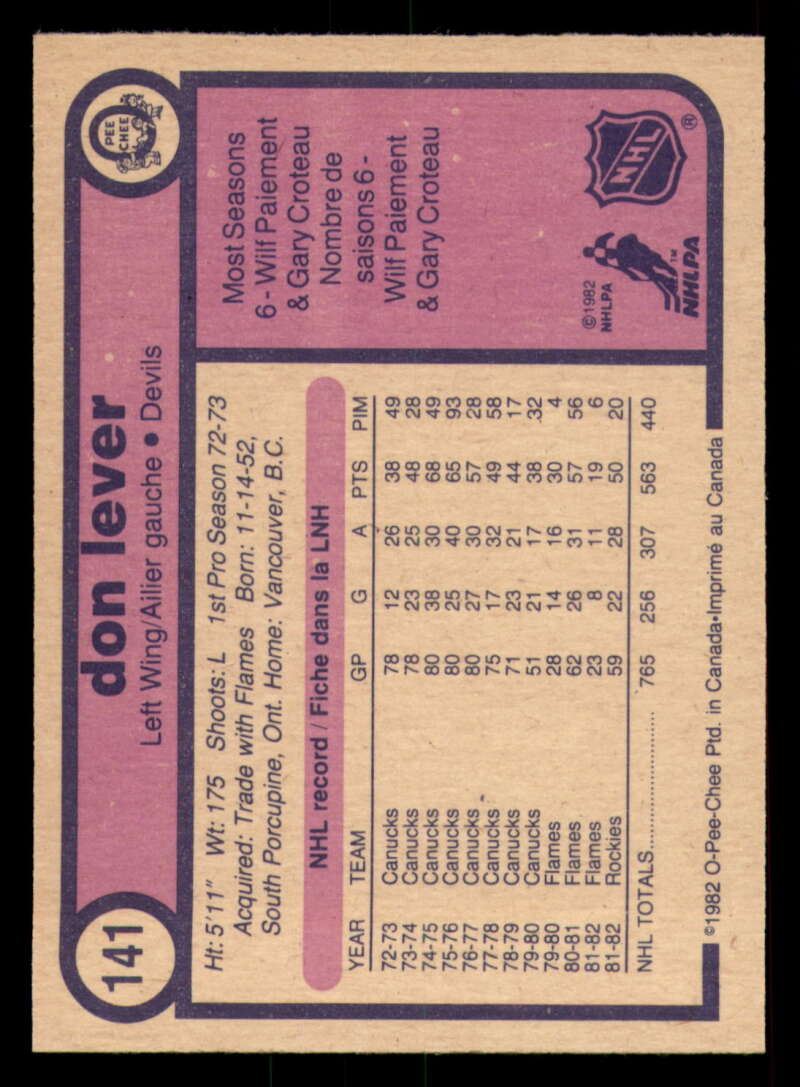 141
don lever
PEE
CHEE
Left Wing/Ailier gauche • Devils
Ht: 5'11" Wt: 175 Shoots: L 1st Pro Season 72-73
Acquired: Trade with Flames Born: 11-14-52,
South Porcupine, Ont. Home: Vancouver, B.C.
NHL record / Fiche dans la LNH
YEAR TEAM GP G A PTS PIM
72-73 Canucks 78 12 26 38 49
73-74 Canucks 78 23 25 48 28
74-75 Canucks 80 38 30 68 49
75-76 Canucks 80 25 40 65 93
76-77 Canucks 80 27 30 57 28
77-78 Canucks 75 17 32 49 58
78-79 Canucks 71 23 21 44 17
79-80 Canucks 51 21 17 38 32
79-80 Flames 28 14 16 30 4
80-81 Flames 62 26 31 57 56
81-82 Flames 23 8 11 19 6
81-82 Rockies 59 22 28 50 20
NHL TOTALS.................... 765 256 307 563 440
Most Seasons
6 - Wilf Paiement
& Gary Croteau
Nombre de
saisons 6 -
Wilf Paiement
& Gary Croteau
©1982
NHLPA
NHLPA™
NHL®
©1982 O-Pee-Chee Ptd. in Canada•Imprimé au Canada